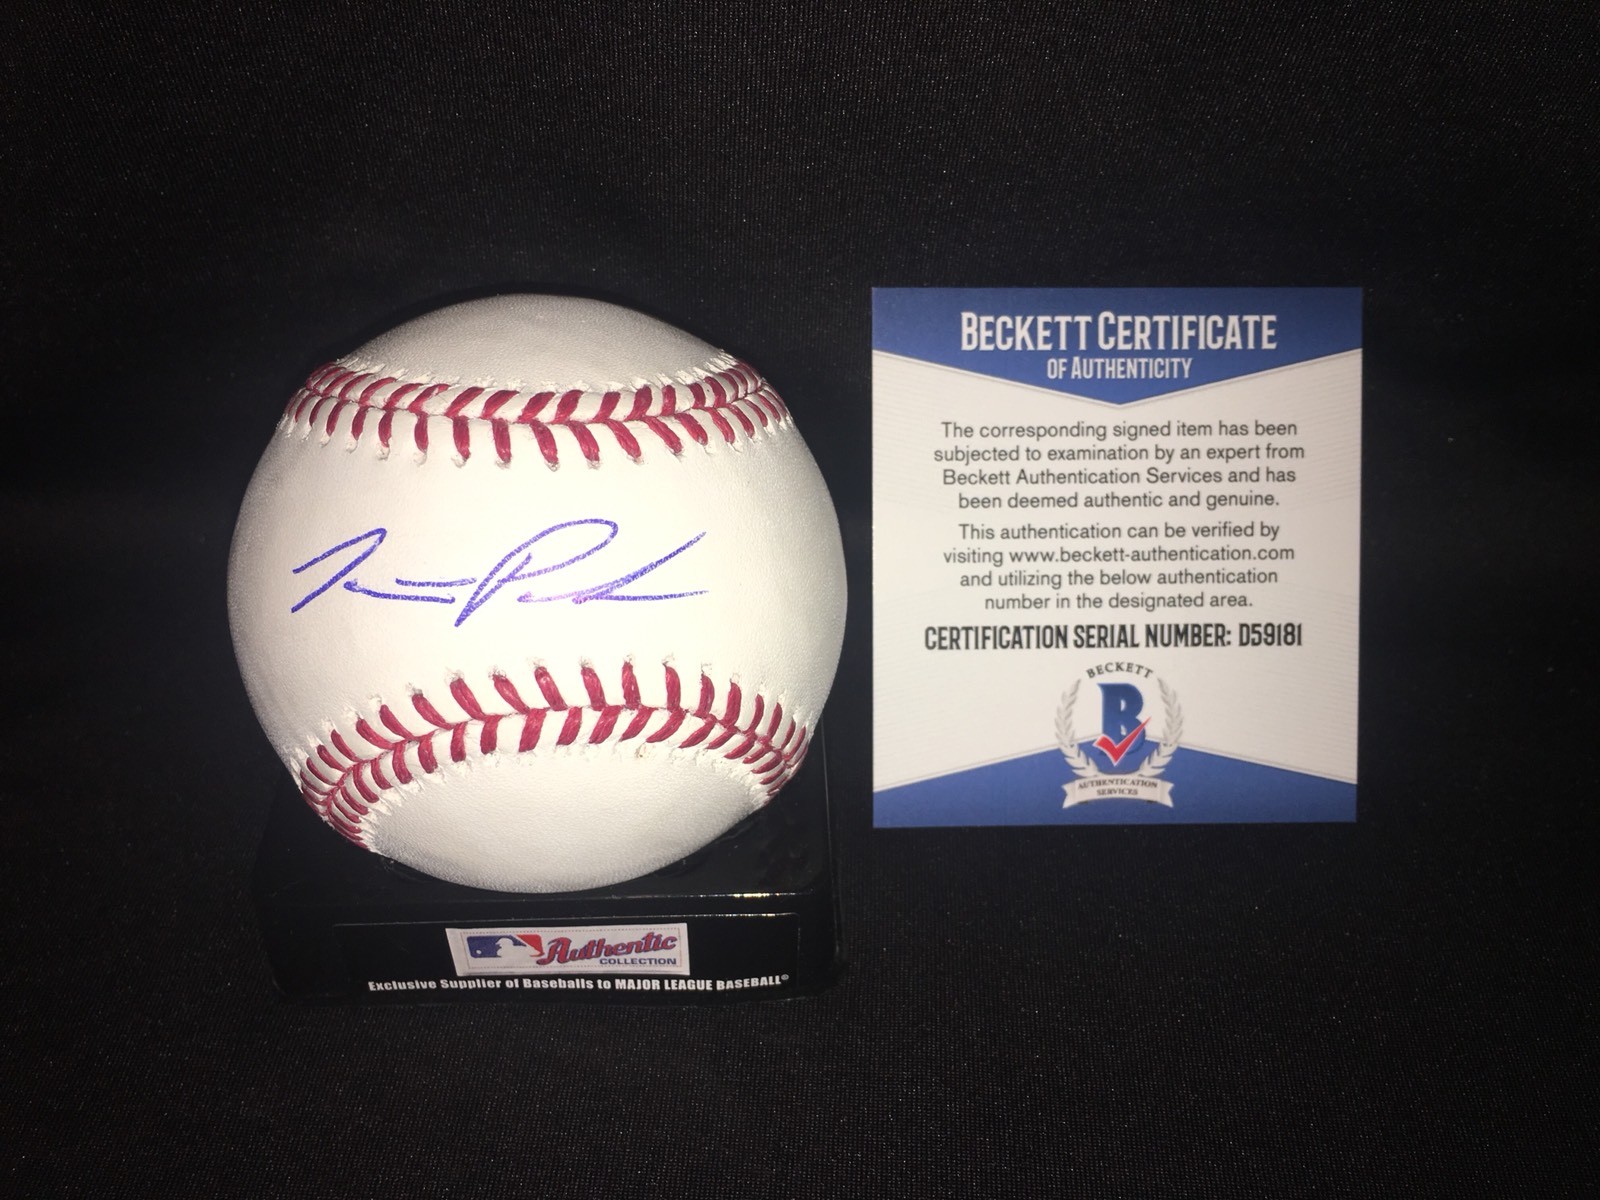 BECKETT CERTIFICATE
OF AUTHENTICITY
The corresponding signed item has been
subjected to examination by an expert from
Beckett Authentication Services and has
been deemed authentic and genuine.
This authentication can be verified by
visiting www.beckett-authentication.com
and utilizing the below authentication
number in the designated area.
CERTIFICATION SERIAL NUMBER: D59181
BECKETT
B
AUTHENTICATION
SERVICES
Authentic
COLLECTION
Exclusive Supplier of Baseballs to MAJOR LEAGUE BASEBALL®